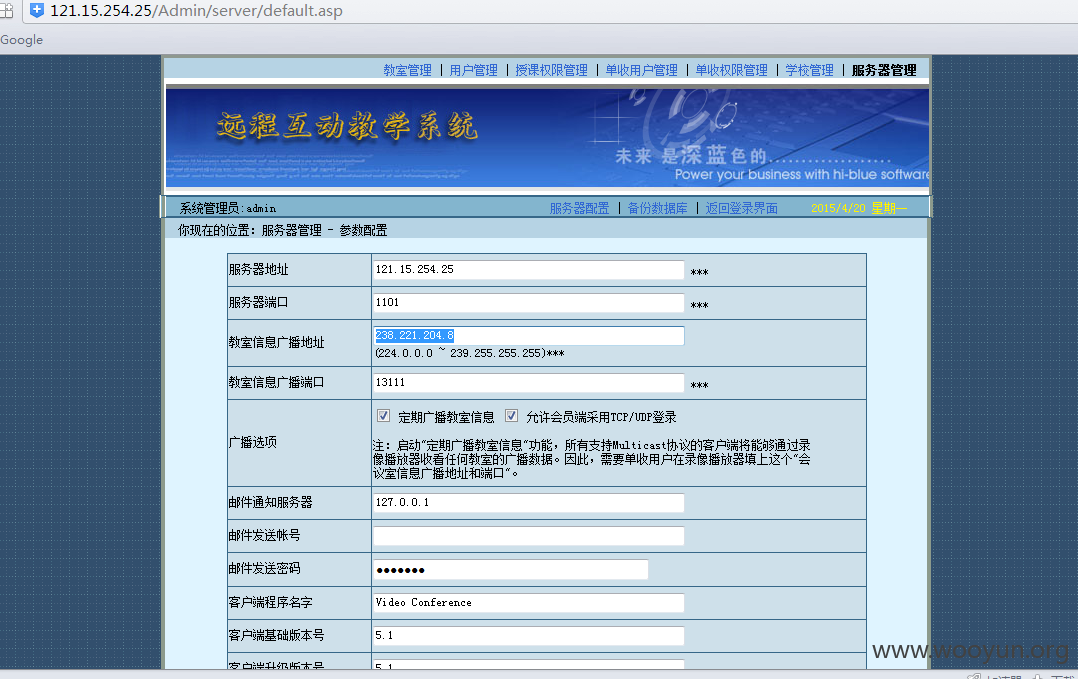 121.15.254.25/Admin/server/default.asp
Google
教室管理 | 用户管理 | 授课权限管理 | 单收用户管理 | 单收权限管理 | 学校管理 | 服务器管理
远程互动教学系统
未来 是深蓝色的..................
Power your business with hi-blue software
系统管理员:admin 服务器配置 | 备份数据库 | 返回登录界面 2015/4/20 星期一
你现在的位置: 服务器管理 - 参数配置
服务器地址 121.15.254.25 ***
服务器端口 1101 ***
教室信息广播地址 238.221.204.8
(224.0.0.0 ~ 239.255.255.255)***
教室信息广播端口 13111 ***
定期广播教室信息 允许会员端采用TCP/UDP登录
广播选项
注: 启动"定期广播教室信息"功能, 所有支持Multicast协议的客户端将能够通过录
像播放器收看任何教室的广播数据。因此, 需要单收用户在录像播放器填上这个"会
议室信息广播地址和端口"。
邮件通知服务器 127.0.0.1
邮件发送帐号
邮件发送密码 ●●●●●●●
客户端程序名字 Video Conference
客户端基础版本号 5.1
客户端升级版本号 5.1
www.wooyun.org